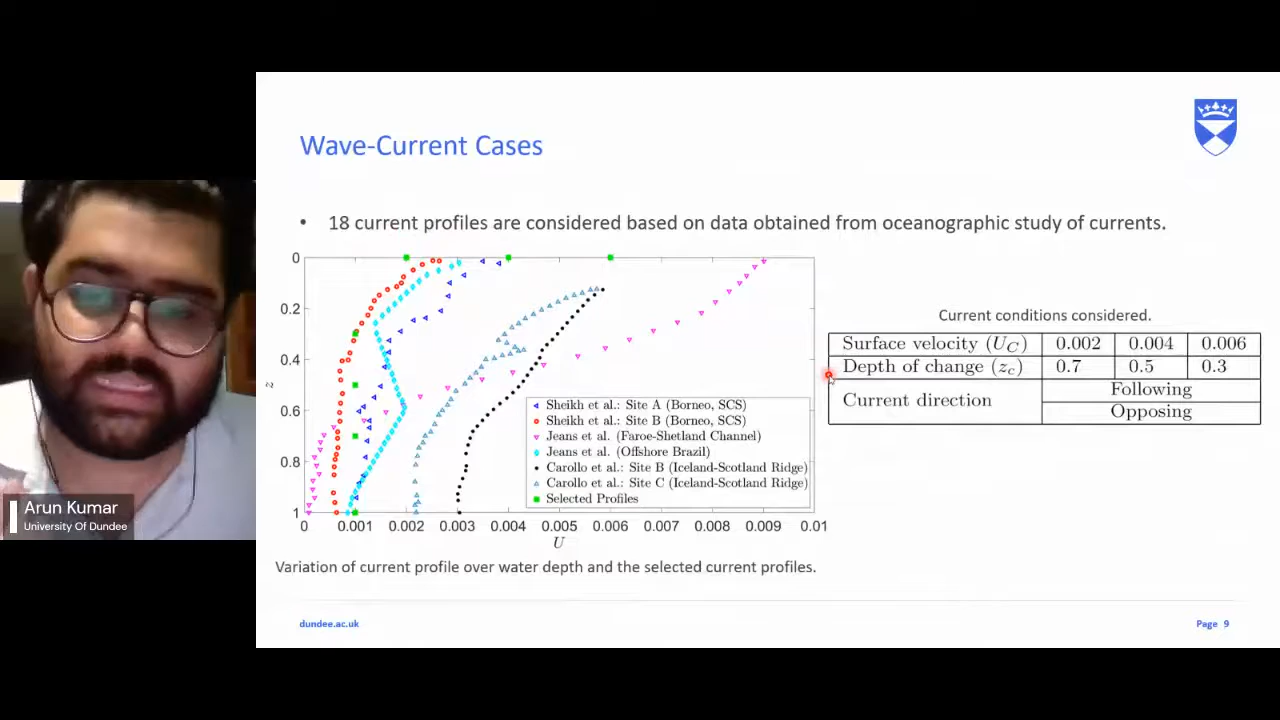 Wave-Current Cases
• 18 current profiles are considered based on data obtained from oceanographic study of currents.
0
0.2
0.4
0.6
0.8
1
z
0 0.001 0.002 0.003 0.004 0.005 0.006 0.007 0.008 0.009 0.01
U
Sheikh et al.: Site A (Borneo, SCS)
Sheikh et al.: Site B (Borneo, SCS)
Jeans et al. (Faroe-Shetland Channel)
Jeans et al. (Offshore Brazil)
Carollo et al.: Site B (Iceland-Scotland Ridge)
Carollo et al.: Site C (Iceland-Scotland Ridge)
Selected Profiles
Variation of current profile over water depth and the selected current profiles.
Current conditions considered.
Surface velocity (U_C) 0.002 0.004 0.006
Depth of change (z_c) 0.7 0.5 0.3
Current direction
Following
Opposing
Arun Kumar
University Of Dundee
dundee.ac.uk
Page 9